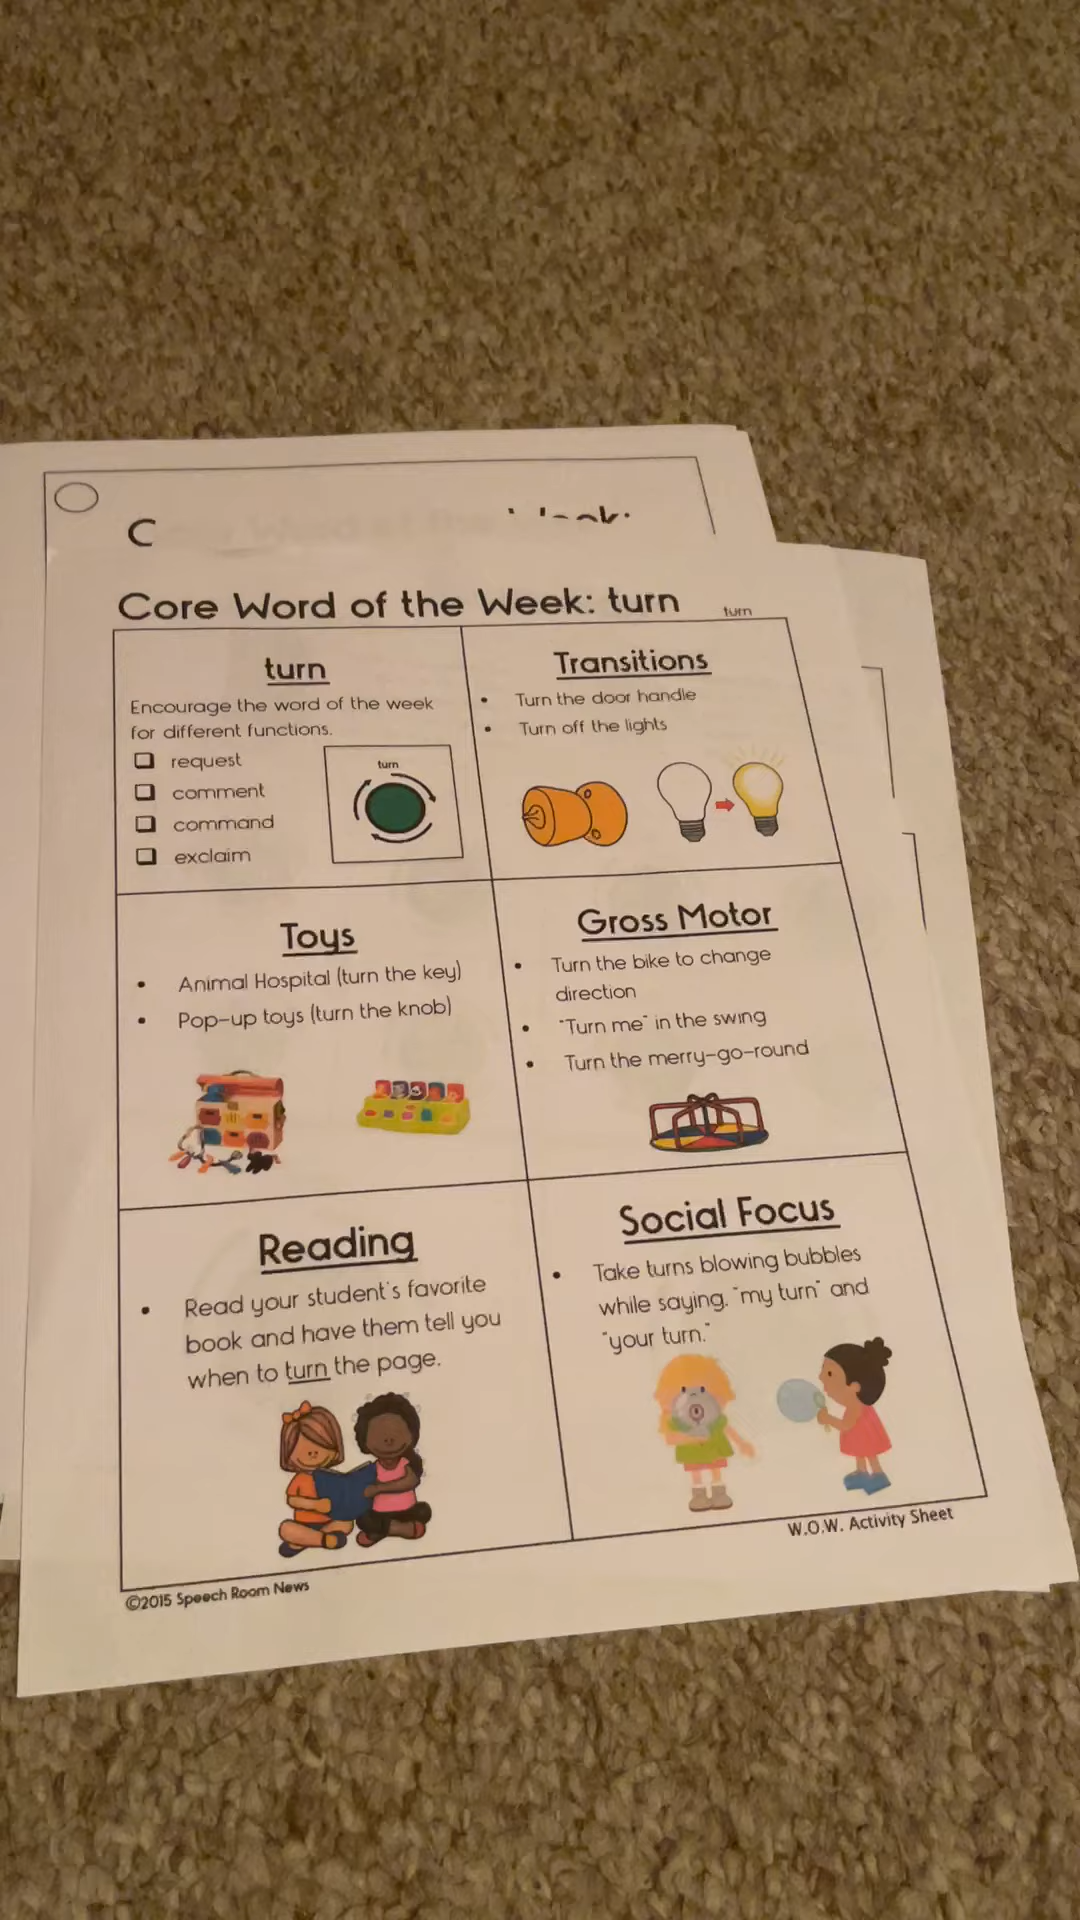 C
Core Word of the Week: turn
turn
turn
Encourage the word of the week
for different functions.
request
comment
command
exclaim
turn
Transitions
• Turn the door handle
• Turn off the lights
Toys
• Animal Hospital (turn the key)
• Pop-up toys (turn the knob)
Gross Motor
• Turn the bike to change
direction
• "Turn me" in the swing
• Turn the merry-go-round
Reading
• Read your student's favorite
book and have them tell you
when to turn the page.
Social Focus
• Take turns blowing bubbles
while saying, "my turn" and
"your turn."
W.O.W. Activity Sheet
©2015 Speech Room News